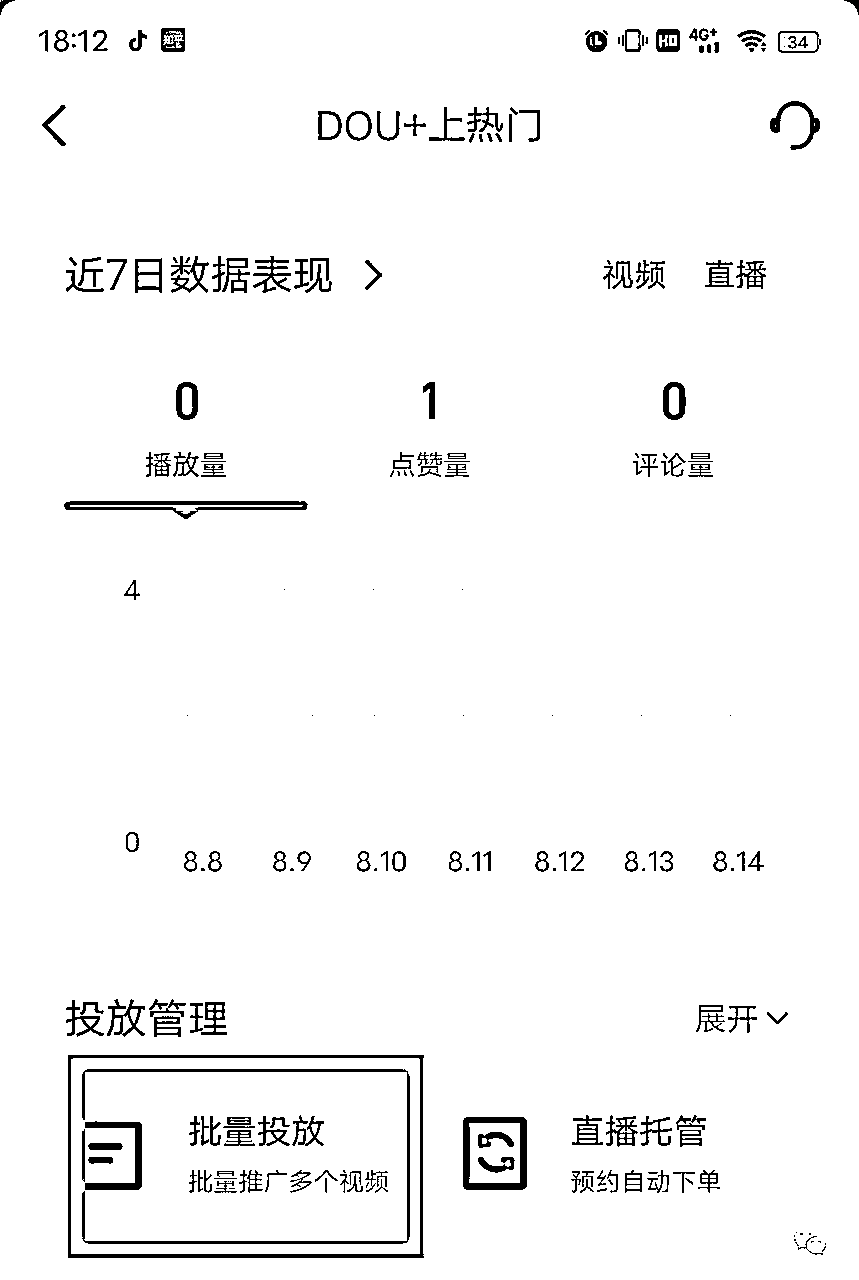 18:12 4G+ 34
DOU+上热门
近7日数据表现 视频 直播
0 1 0
播放量 点赞量 评论量
4
0
8.8 8.9 8.10 8.11 8.12 8.13 8.14
投放管理 展开
批量投放 直播托管
批量推广多个视频 预约自动下单